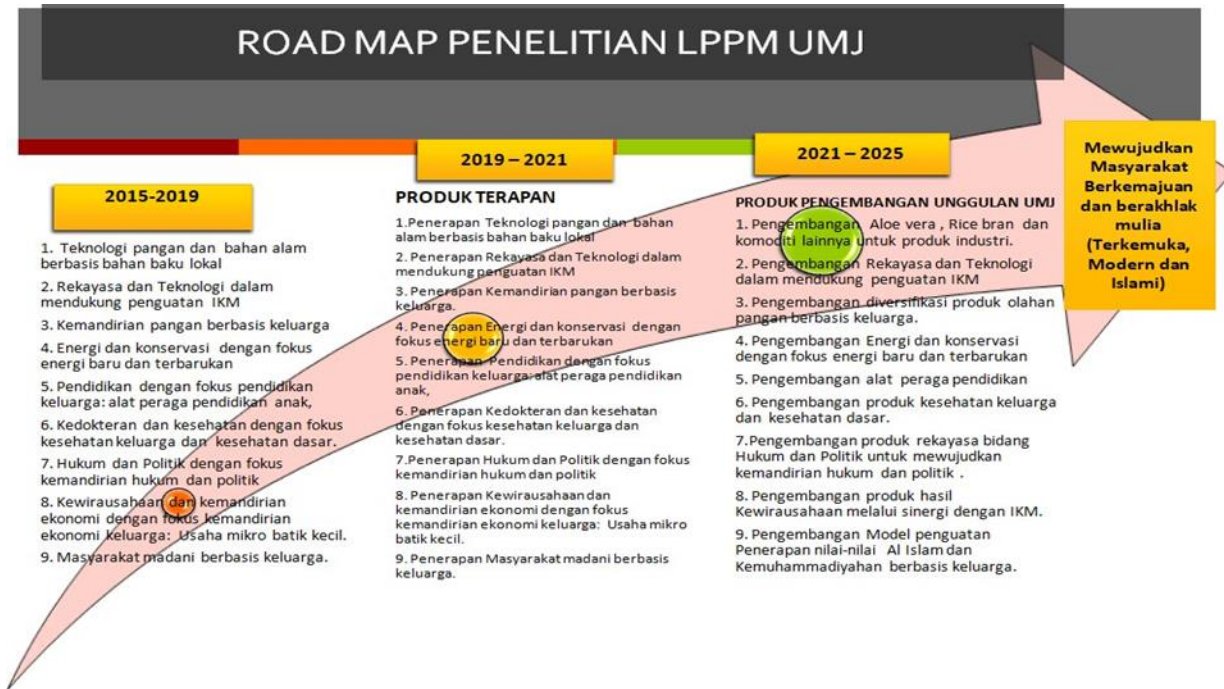 ROAD MAP PENELITIAN LPPM UMJ
2015-2019
1. Teknologi pangan dan bahan alam
berbasis bahan baku lokal
2. Rekayasa dan Teknologi dalam
mendukung penguatan IKM
3. Kemandirian pangan berbasis keluarga
4. Energi dan konservasi dengan fokus
energi baru dan terbarukan
5. Pendidikan dengan fokus pendidikan
keluarga: alat peraga pendidikan anak,
6. Kedokteran dan kesehatan dengan fokus
kesehatan keluarga dan kesehatan dasar.
7. Hukum dan Politik dengan fokus
kemandirian hukum dan politik
8. Kewirausahaan dan kemandirian
ekonomi dengan fokus kemandirian
ekonomi keluarga: Usaha mikro batik kecil.
9. Masyarakat madani berbasis keluarga.
2019 – 2021
PRODUK TERAPAN
1.Penerapan Teknologi pangan dan bahan
alam berbasis bahan baku lokal
2. Penerapan Rekayasa dan Teknologi dalam
mendukung penguatan IKM
3. Penerapan Kemandirian pangan berbasis
keluarga.
4. Penerapan Energi dan konservasi dengan
fokus energi baru dan terbarukan
5. Penerapan Pendidikan dengan fokus
pendidikan keluarga: alat peraga pendidikan
anak,
6. Penerapan Kedokteran dan kesehatan
dengan fokus kesehatan keluarga dan
kesehatan dasar.
7.Penerapan Hukum dan Politik dengan fokus
kemandirian hukum dan politik
8. Penerapan Kewirausahaan dan
kemandirian ekonomi dengan fokus
kemandirian ekonomi keluarga: Usaha mikro
batik kecil.
9. Penerapan Masyarakat madani berbasis
keluarga.
2021 – 2025
PRODUK PENGEMBANGAN UNGGULAN UMJ
1. Pengembangan Aloe vera , Rice bran dan
komoditi lainnya untuk produk industri.
2. Pengembangan Rekayasa dan Teknologi
dalam mendukung penguatan IKM
3. Pengembangan diversifikasi produk olahan
pangan berbasis keluarga.
4. Pengembangan Energi dan konservasi
dengan fokus energi baru dan terbarukan
5. Pengembangan alat peraga pendidikan
6. Pengembangan produk kesehatan keluarga
dan kesehatan dasar.
7.Pengembangan produk rekayasa bidang
Hukum dan Politik untuk mewujudkan
kemandirian hukum dan politik .
8. Pengembangan produk hasil
Kewirausahaan melalui sinergi dengan IKM.
9. Pengembangan Model penguatan
Penerapan nilai-nilai Al Islam dan
Kemuhammadiyahan berbasis keluarga.
Mewujudkan
Masyarakat
Berkemajuan
dan berakhlak
mulia
(Terkemuka,
Modern dan
Islami)